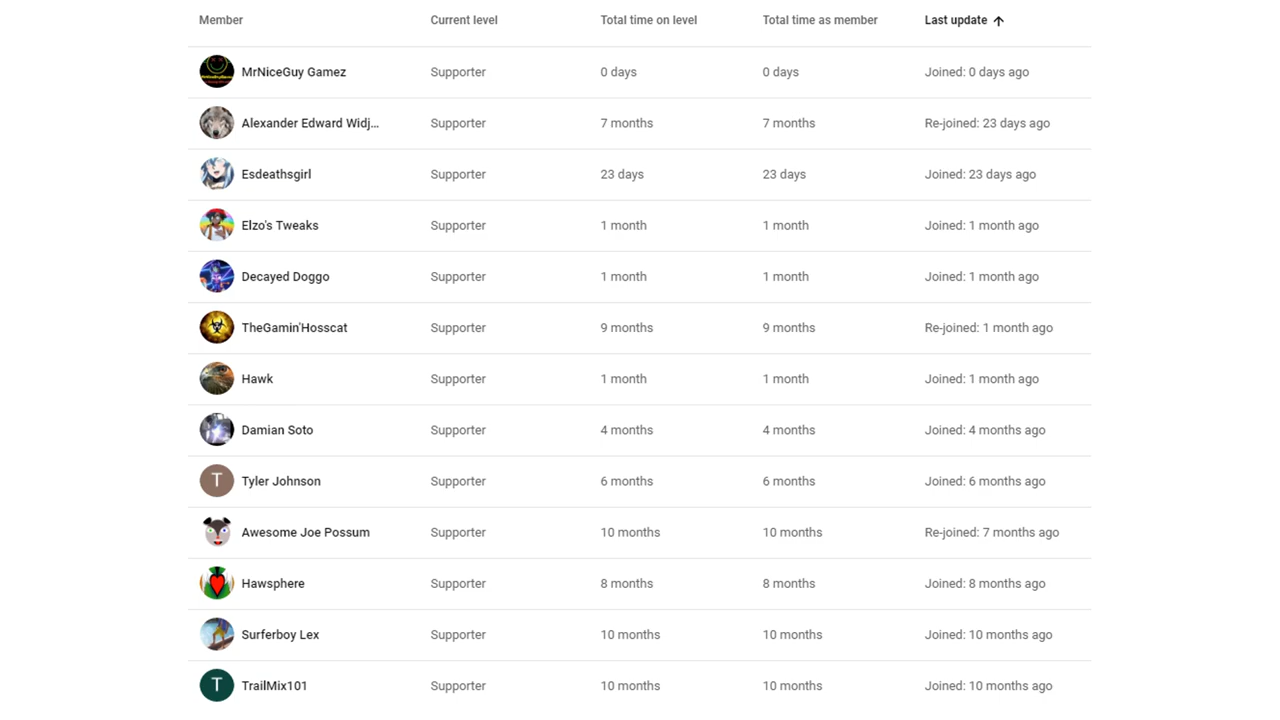 Member Current level Total time on level Total time as member Last update
MrNiceGuy Gamez Supporter 0 days 0 days Joined: 0 days ago
Alexander Edward Widj... Supporter 7 months 7 months Re-joined: 23 days ago
Esdeathsgirl Supporter 23 days 23 days Joined: 23 days ago
Elzo's Tweaks Supporter 1 month 1 month Joined: 1 month ago
Decayed Doggo Supporter 1 month 1 month Joined: 1 month ago
TheGamin'Hosscat Supporter 9 months 9 months Re-joined: 1 month ago
Hawk Supporter 1 month 1 month Joined: 1 month ago
Damian Soto Supporter 4 months 4 months Joined: 4 months ago
T Tyler Johnson Supporter 6 months 6 months Joined: 6 months ago
Awesome Joe Possum Supporter 10 months 10 months Re-joined: 7 months ago
Hawsphere Supporter 8 months 8 months Joined: 8 months ago
Surferboy Lex Supporter 10 months 10 months Joined: 10 months ago
T TrailMix101 Supporter 10 months 10 months Joined: 10 months ago